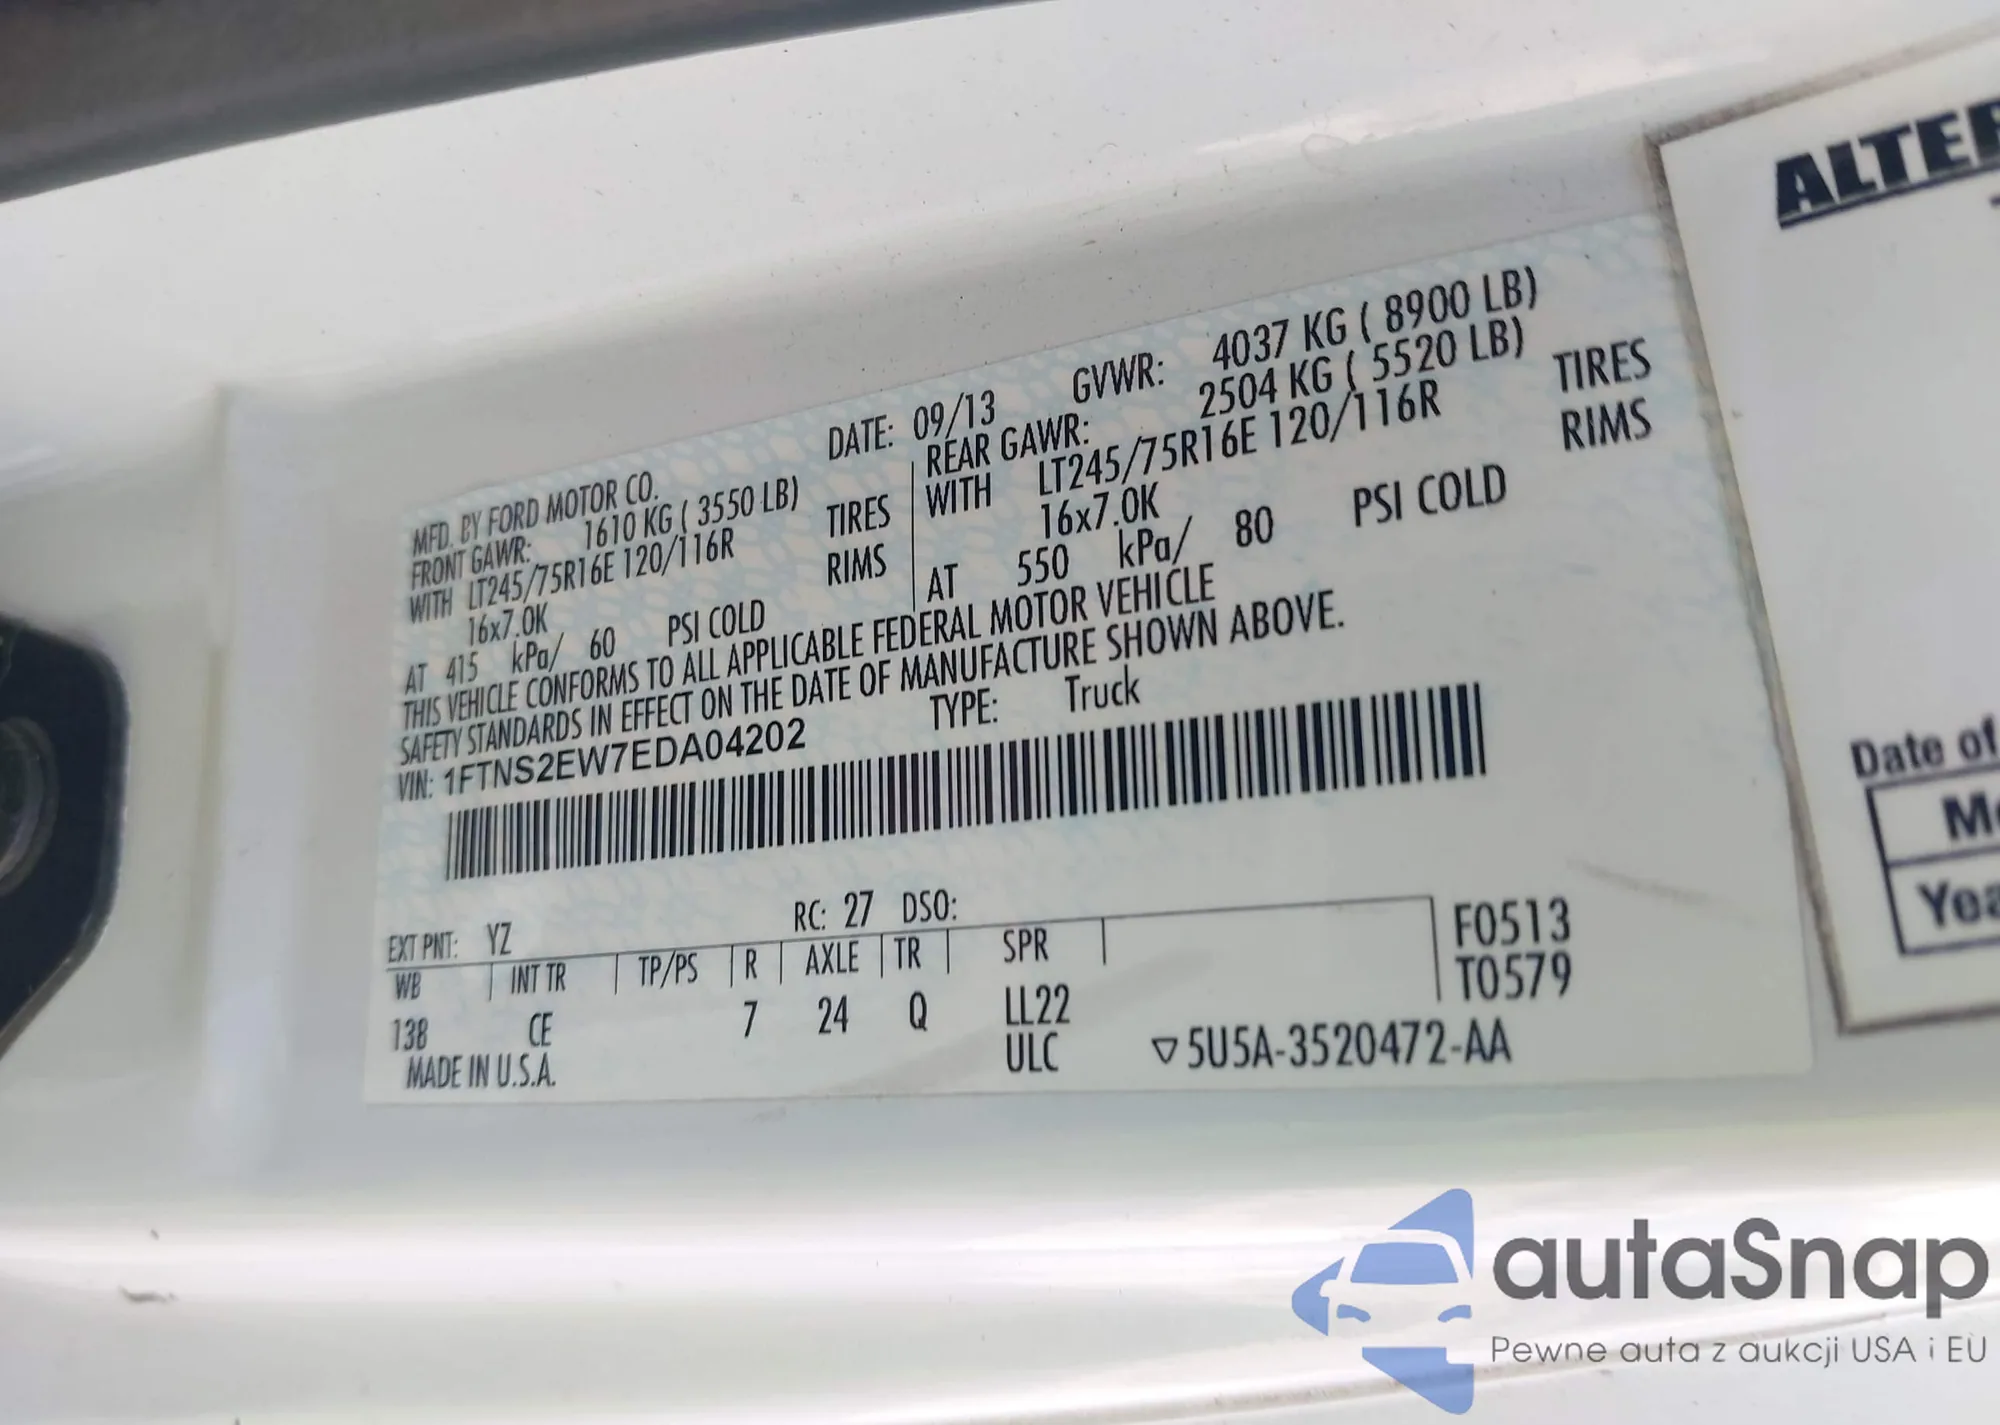 MFD. BY FORD MOTOR CO.
DATE: 09/13 GVWR: 4037 KG ( 8900 LB)
FRONT GAWR: 1610 KG ( 3550 LB)
REAR GAWR: 2504 KG ( 5520 LB)
WITH LT245/75R16E 120/116R TIRES
WITH LT245/75R16E 120/116R TIRES
16x7.0K RIMS
16x7.0K RIMS
AT 415 kPa/ 60 PSI COLD
AT 550 kPa/ 80 PSI COLD
THIS VEHICLE CONFORMS TO ALL APPLICABLE FEDERAL MOTOR VEHICLE
SAFETY STANDARDS IN EFFECT ON THE DATE OF MANUFACTURE SHOWN ABOVE.
VIN: 1FTNS2EW7EDA04202 TYPE: Truck
EXT PNT: YZ RC: 27 DSO:
WB INT TR TP/PS R AXLE TR SPR
F0513
T0579
138 CE 7 24 Q LL22
ULC
MADE IN U.S.A.
▽5U5A-3520472-AA
Date of
autaSnap
Pewne auta z aukcji USA i EU